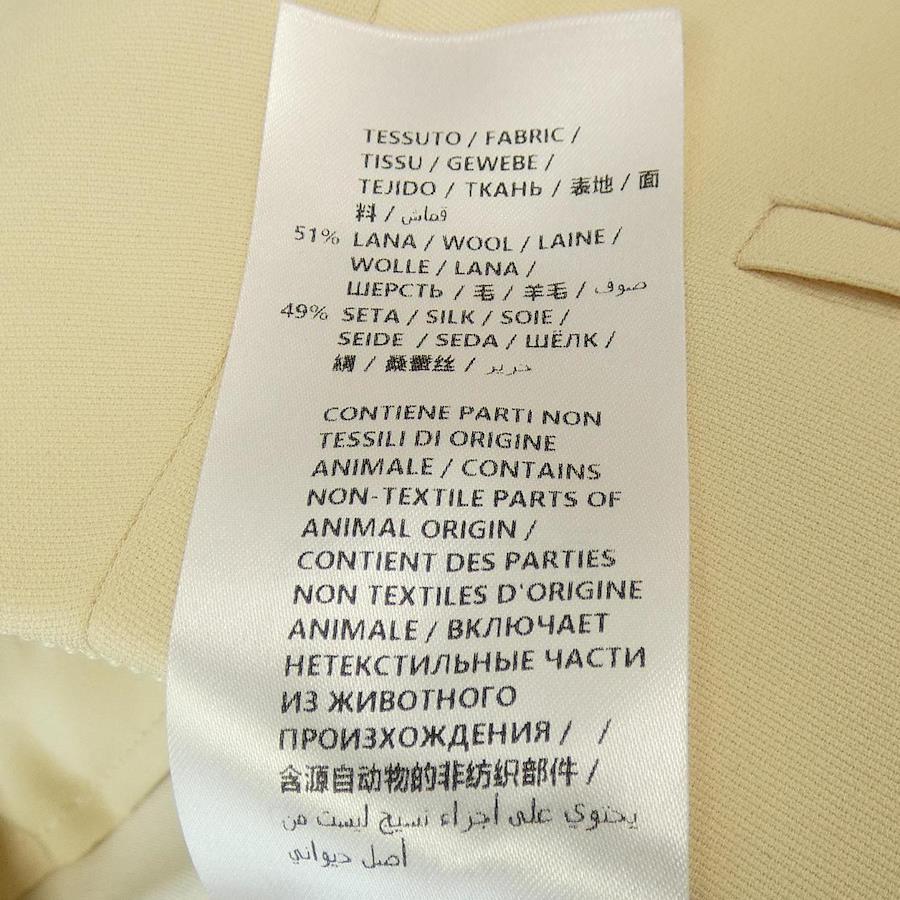 TESSUTO / FABRIC /
TISSU / GEWEBE /
TEJIDO / ТКАНЬ / 表地 / 面
料 / قماش
51% LANA / WOOL / LAINE /
WOLLE / LANA /
ШЕРСТЬ / 毛 / 羊毛 / صوف
49% SETA / SILK / SOIE /
SEIDE / SEDA / ШЁЛК /
絹 / 桑蠶丝 / حرير
CONTIENE PARTI NON
TESSILI DI ORIGINE
ANIMALE / CONTAINS
NON-TEXTILE PARTS OF
ANIMAL ORIGIN /
CONTIENT DES PARTIES
NON TEXTILES D'ORIGINE
ANIMALE / ВКЛЮЧАЕТ
НЕТЕКСТИЛЬНЫЕ ЧАСТИ
ИЗ ЖИВОТНОГО
ПРОИЗХОЖДЕНИЯ / /
含源自动物的非纺织部件 /
يحتوي على أجزاء نسيج ليست من
أصل حيواني